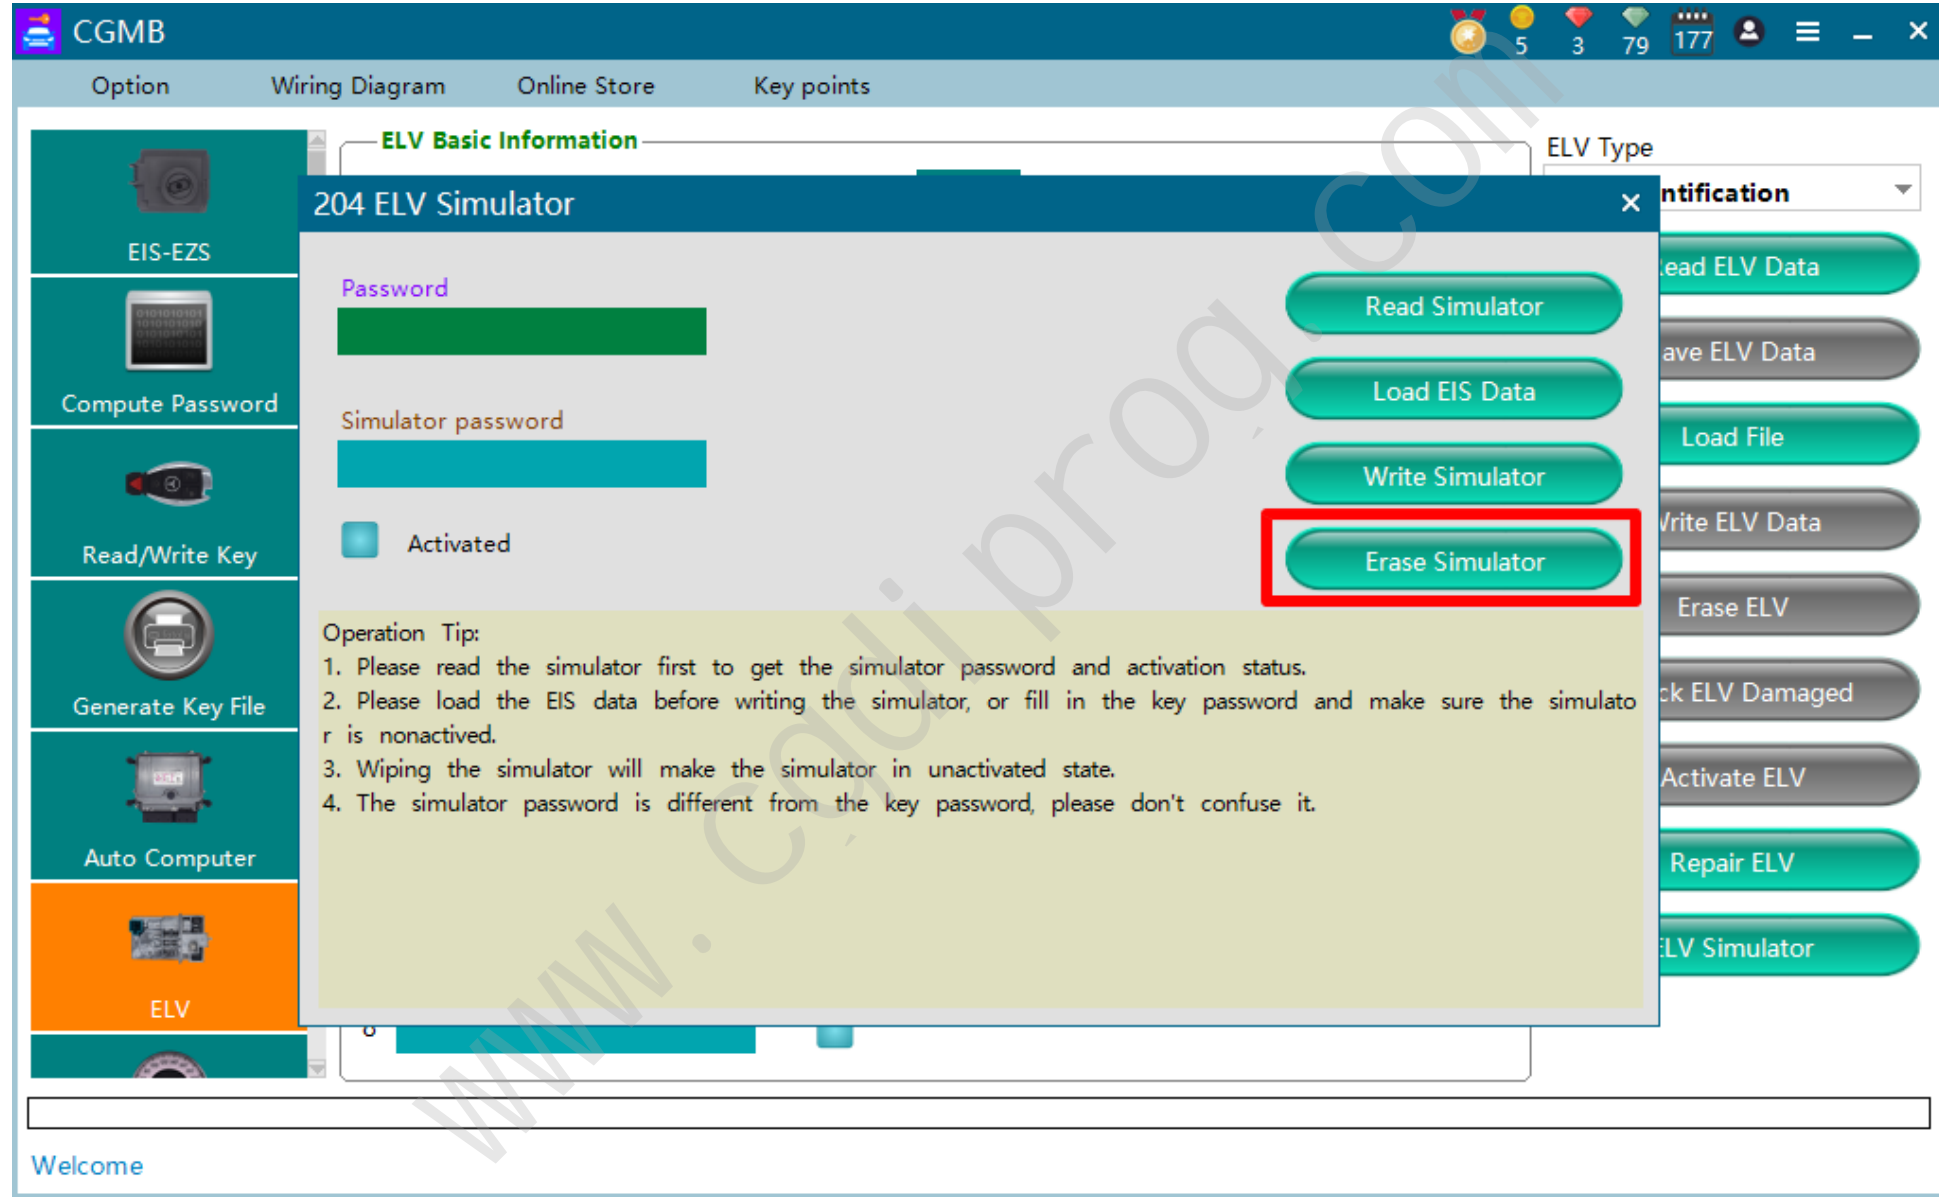 CGMB
5
3
79
177
Option
Wiring Diagram
Online Store
Key points
EIS-EZS
Compute Password
Read/Write Key
Generate Key File
Auto Computer
ELV
ELV Basic Information
204 ELV Simulator
Password
Simulator password
Activated
Read Simulator
Load EIS Data
Write Simulator
Erase Simulator
Operation Tip:
1. Please read the simulator first to get the simulator password and activation status.
2. Please load the EIS data before writing the simulator, or fill in the key password and make sure the simulato
r is nonactived.
3. Wiping the simulator will make the simulator in unactivated state.
4. The simulator password is different from the key password, please don't confuse it.
ELV Type
ntification
ead ELV Data
ave ELV Data
Load File
rite ELV Data
Erase ELV
ck ELV Damaged
Activate ELV
Repair ELV
ELV Simulator
Welcome
www.cgdiprog.com